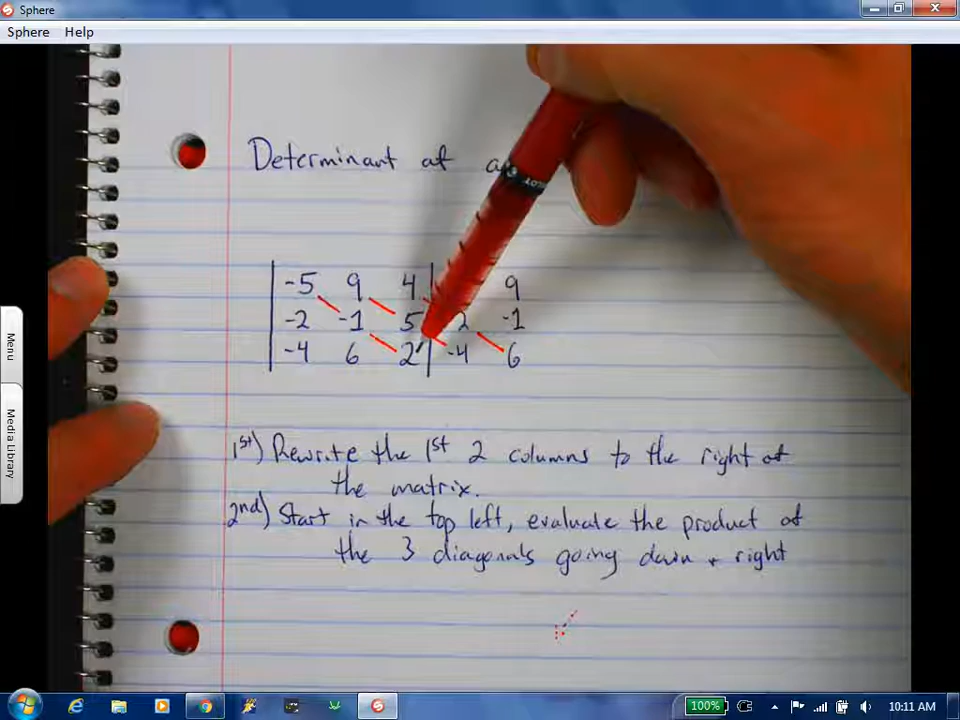 Sphere
Sphere Help
Determinant of a
-5 9 4 9
-2 -1 5 2 -1
-4 6 2 -4 6
1st) Rewrite the 1st 2 columns to the right of
the matrix.
2nd) Start in the top left, evaluate the product of
the 3 diagonals going down + right
Menu
Media Library
100%
10:11 AM